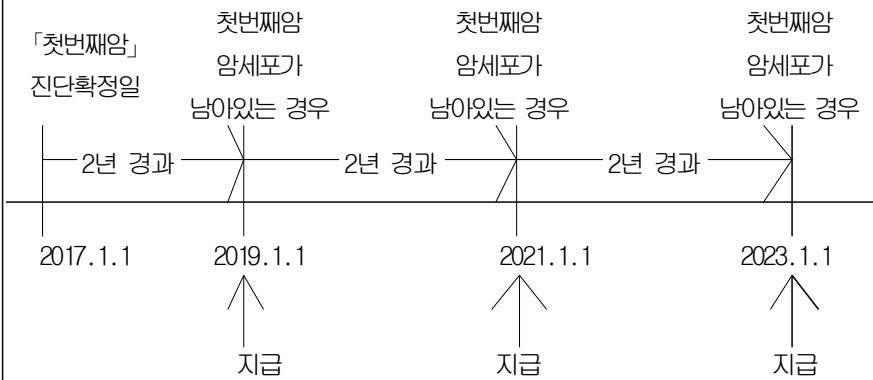 「첫번째암」
진단확정일
첫번째암
암세포가
남아있는 경우
첫번째암
암세포가
남아있는 경우
첫번째암
암세포가
남아있는 경우
2년 경과
2년 경과
2년 경과
2017.1.1
2019.1.1
2021.1.1
2023.1.1
지급
지급
지급